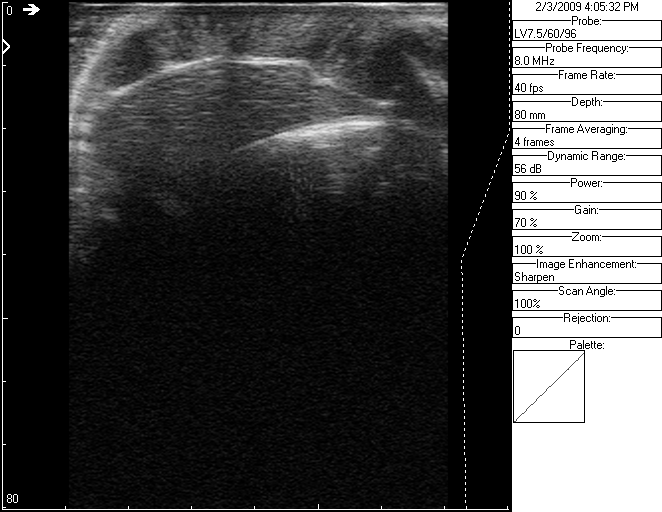 0
80
2/3/2009 4:05:32 PM
Probe:
LV7.5/60/96
Probe Frequency:
8.0 MHz
Frame Rate:
40 fps
Depth:
80 mm
Frame Averaging:
4 frames
Dynamic Range:
56 dB
Power:
90 %
Gain:
70 %
Zoom:
100 %
Image Enhancement:
Sharpen
Scan Angle:
100%
Rejection:
0
Palette: